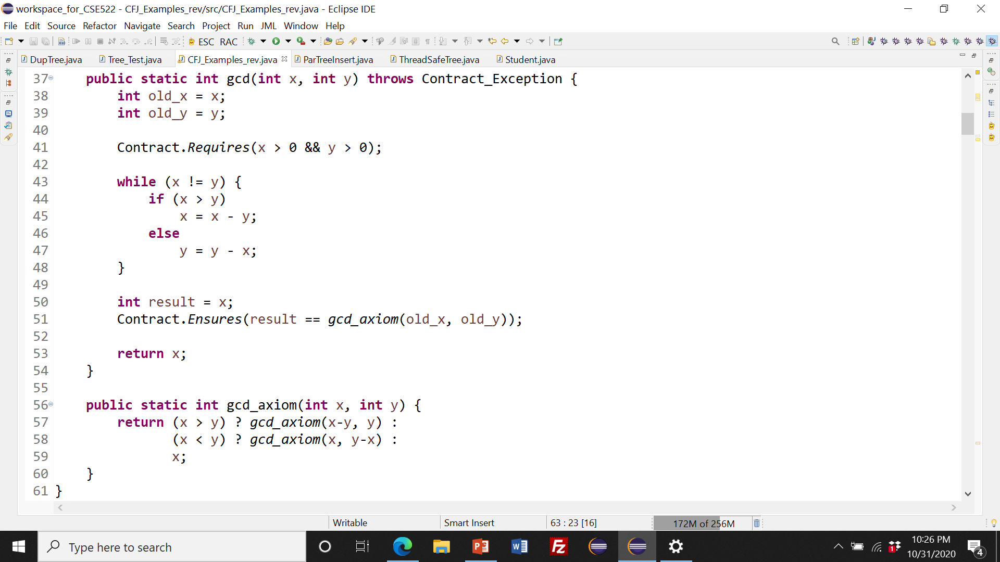 workspace_for_CSE522 - CFJ_Examples_rev/src/CFJ_Examples_rev.java - Eclipse IDE
File Edit Source Refactor Navigate Search Project Run JML Window Help
ESC RAC
DupTree.java Tree_Test.java CFJ_Examples_rev.java ParTreeInsert.java ThreadSafeTree.java Student.java
37 public static int gcd(int x, int y) throws Contract_Exception {
38 int old_x = x;
39 int old_y = y;
40
41 Contract.Requires(x > 0 && y > 0);
42
43 while (x != y) {
44 if (x > y)
45 x = x - y;
46 else
47 y = y - x;
48 }
49
50 int result = x;
51 Contract.Ensures(result == gcd_axiom(old_x, old_y));
52
53 return x;
54 }
55
56 public static int gcd_axiom(int x, int y) {
57 return (x > y) ? gcd_axiom(x-y, y) :
58 (x < y) ? gcd_axiom(x, y-x) :
59 x;
60 }
61 }
Writable Smart Insert 63 : 23 [16] 172M of 256M
Type here to search
10:26 PM
10/31/2020
4